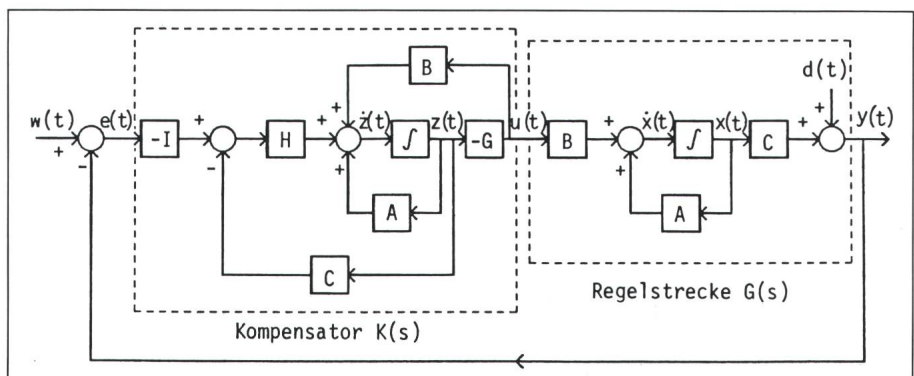 B
d(t)
w(t) e(t) -I + - H + + + ż(t) ∫ z(t) -G u(t) B + + ẋ(t) ∫ x(t) C + + y(t)
+ -
A
A
C
Regelstrecke G(s)
Kompensator K(s)